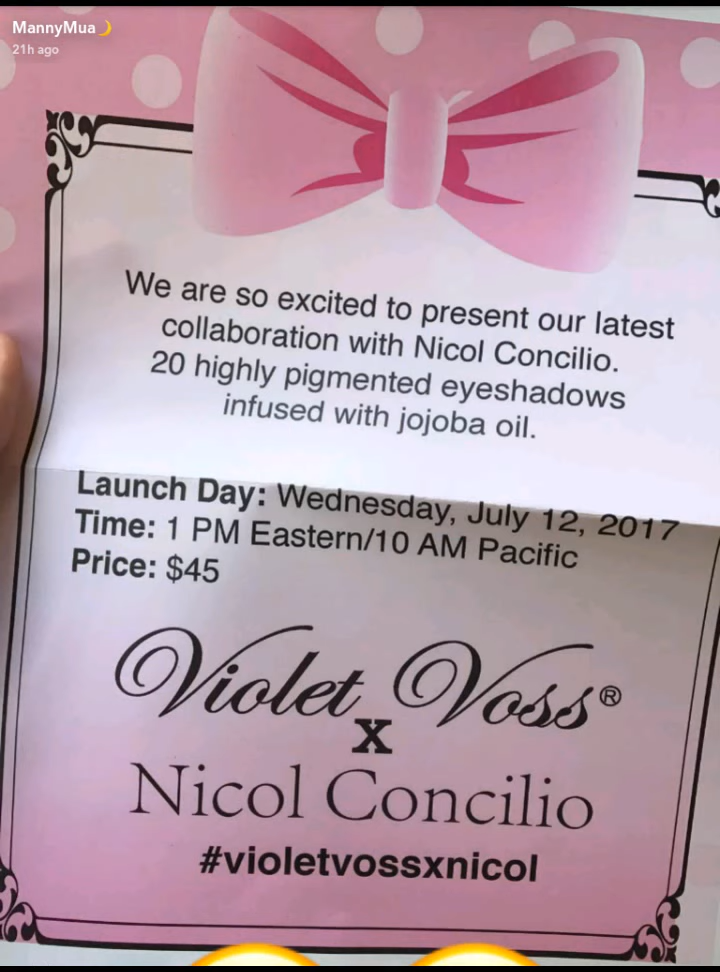 MannyMua🌙
21h ago
We are so excited to present our latest
collaboration with Nicol Concilio.
20 highly pigmented eyeshadows
infused with jojoba oil.
Launch Day: Wednesday, July 12, 2017
Time: 1 PM Eastern/10 AM Pacific
Price: $45
Violet Voss®
x
Nicol Concilio
#violetvossxnicol